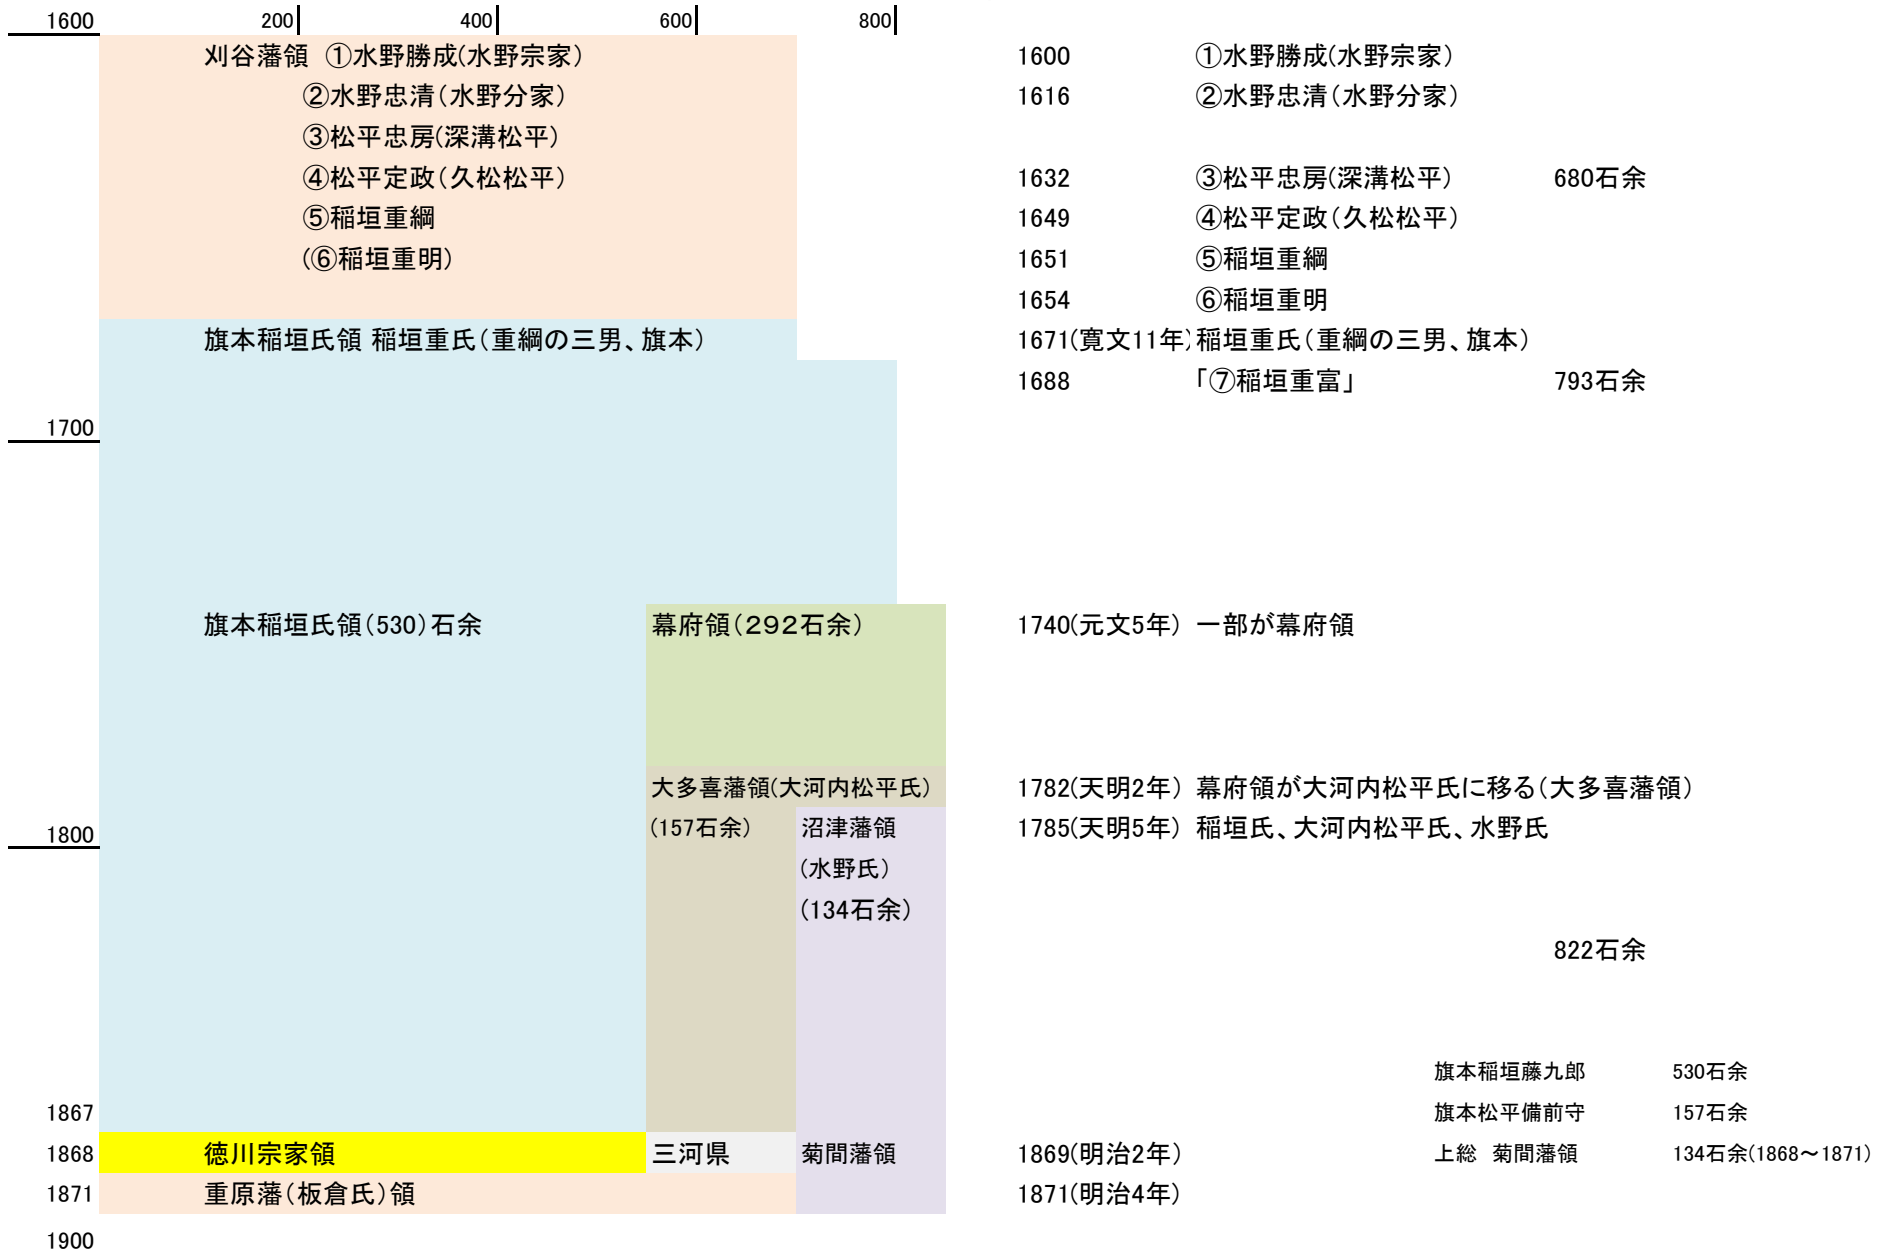 1600 200 400 600 800
刈谷藩領 ①水野勝成(水野宗家) 1600 ①水野勝成(水野宗家)
②水野忠清(水野分家) 1616 ②水野忠清(水野分家)
③松平忠房(深溝松平)
④松平定政(久松松平) 1632 ③松平忠房(深溝松平) 680石余
⑤稲垣重綱 1649 ④松平定政(久松松平)
(⑥稲垣重明) 1651 ⑤稲垣重綱
1654 ⑥稲垣重明
旗本稲垣氏領 稲垣重氏(重綱の三男、旗本) 1671(寛文11年)稲垣重氏(重綱の三男、旗本)
1688 「⑦稲垣重富」 793石余
1700
旗本稲垣氏領(530)石余 幕府領(292石余) 1740(元文5年) 一部が幕府領
大多喜藩領(大河内松平氏) 1782(天明2年) 幕府領が大河内松平氏に移る(大多喜藩領)
1800 (157石余) 沼津藩領 1785(天明5年) 稲垣氏、大河内松平氏、水野氏
(水野氏)
(134石余)
822石余
旗本稲垣藤九郎 530石余
1867 旗本松平備前守 157石余
1868 徳川宗家領 三河県 菊間藩領 1869(明治2年) 上総 菊間藩領 134石余(1868～1871)
1871 重原藩(板倉氏)領 1871(明治4年)
1900